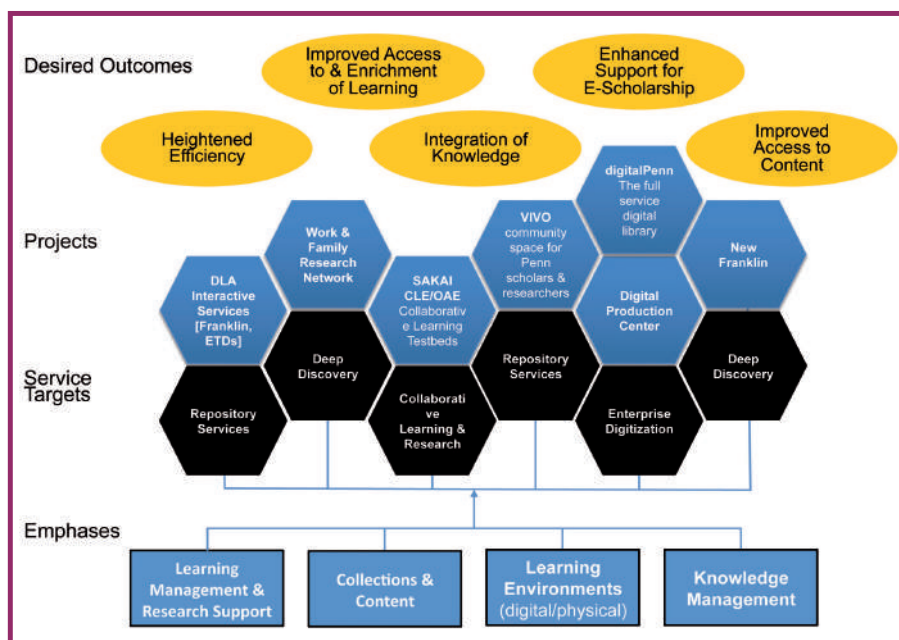 Desired Outcomes
Improved Access
to & Enrichment
of Learning
Enhanced
Support for
E-Scholarship
Heightened
Efficiency
Integration of
Knowledge
Improved
Access to
Content
Projects
DLA
Interactive
Services
[Franklin,
ETDs]
Work &
Family
Research
Network
SAKAI
CLE/OAE
Collaborativ
e Learning
Testbeds
VIVO
community
space for
Penn
scholars &
researchers
digitalPenn
The full
service
digital
library
Digital
Production
Center
New
Franklin
Service
Targets
Repository
Services
Deep
Discovery
Collaborati
ve
Learning &
Research
Repository
Services
Enterprise
Digitization
Deep
Discovery
Emphases
Learning
Management &
Research Support
Collections &
Content
Learning
Environments
(digital/physical)
Knowledge
Management